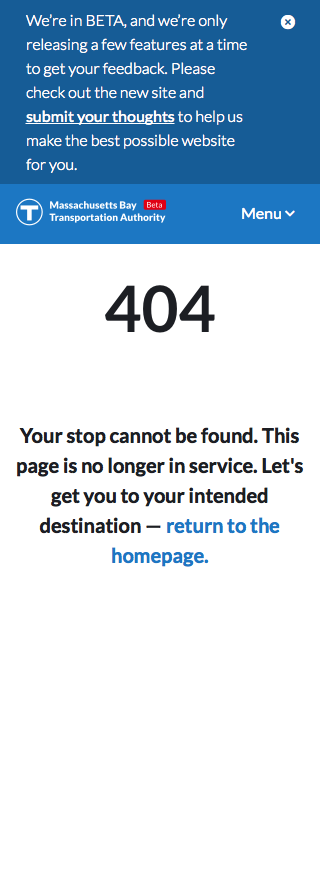 We're in BETA, and we're only
releasing a few features at a time
to get your feedback. Please
check out the new site and
submit your thoughts to help us
make the best possible website
for you.
Massachusetts Bay Beta
Transportation Authority
Menu
404
Your stop cannot be found. This
page is no longer in service. Let's
get you to your intended
destination — return to the
homepage.